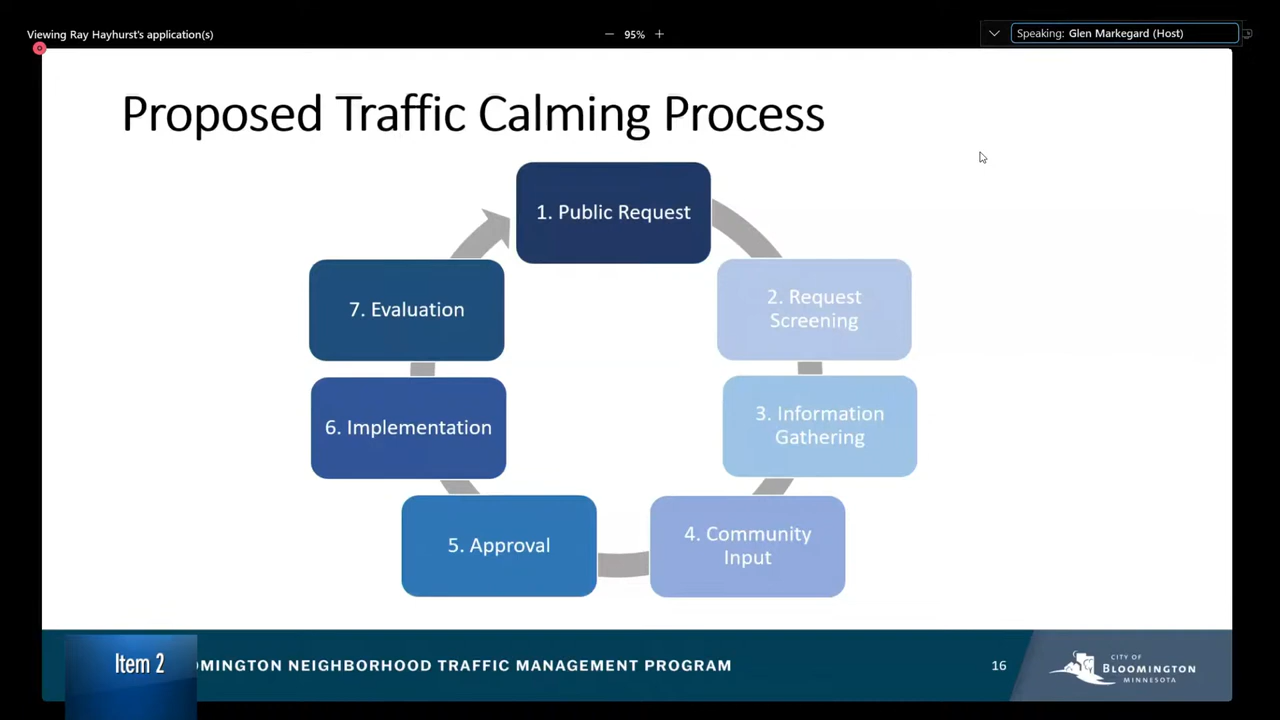 Viewing Ray Hayhurst's application(s)
95%
Speaking: Glen Markegard (Host)
Proposed Traffic Calming Process
1. Public Request
2. Request
Screening
3. Information
Gathering
4. Community
Input
5. Approval
6. Implementation
7. Evaluation
Item 2
OMINGTON NEIGHBORHOOD TRAFFIC MANAGEMENT PROGRAM
16
CITY OF
BLOOMINGTON
MINNESOTA